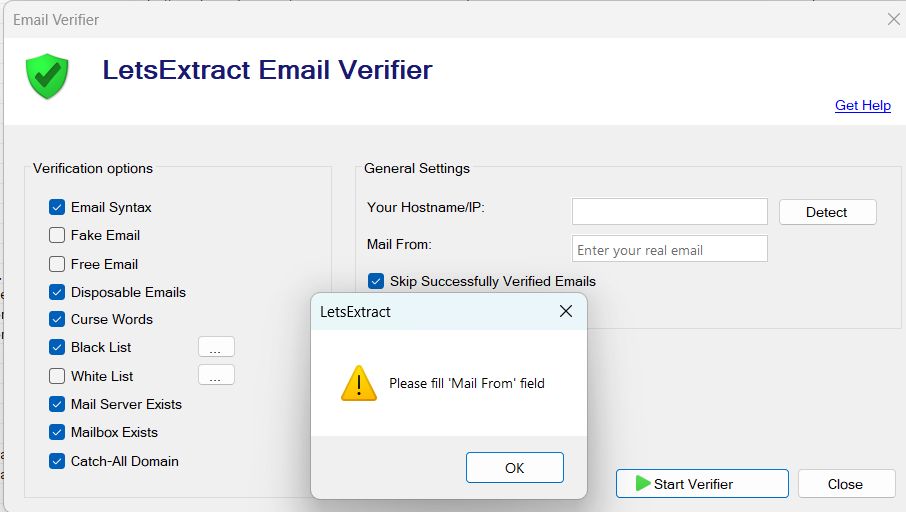 Email Verifier
LetsExtract Email Verifier
Get Help
Verification options
Email Syntax
Fake Email
Free Email
Disposable Emails
Curse Words
Black List ...
White List ...
Mail Server Exists
Mailbox Exists
Catch-All Domain
General Settings
Your Hostname/IP: Detect
Mail From: Enter your real email
Skip Successfully Verified Emails
LetsExtract
Please fill 'Mail From' field
OK
Start Verifier Close